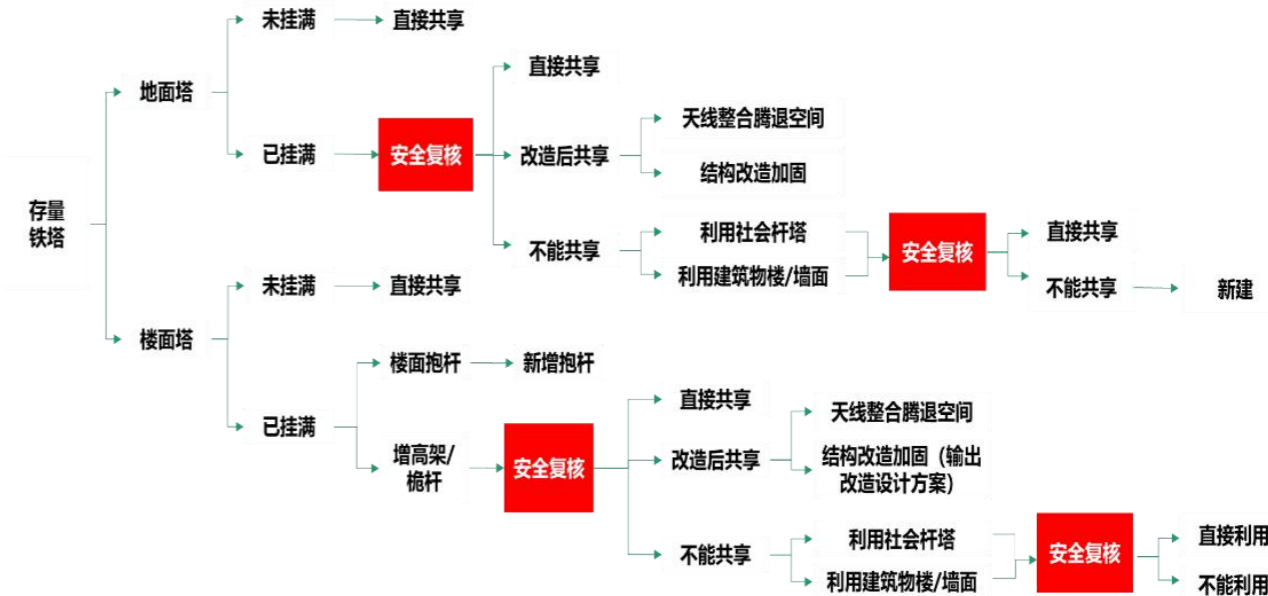 存量
铁塔
地面塔
未挂满
直接共享
已挂满
安全复核
直接共享
改造后共享
天线整合腾退空间
结构改造加固
不能共享
利用社会杆塔
利用建筑物楼/墙面
安全复核
直接共享
不能共享
新建
楼面塔
未挂满
直接共享
已挂满
楼面抱杆
新增抱杆
增高架/
桅杆
安全复核
直接共享
改造后共享
天线整合腾退空间
结构改造加固（输出
改造设计方案）
不能共享
利用社会杆塔
利用建筑物楼/墙面
安全复核
直接利用
不能利用